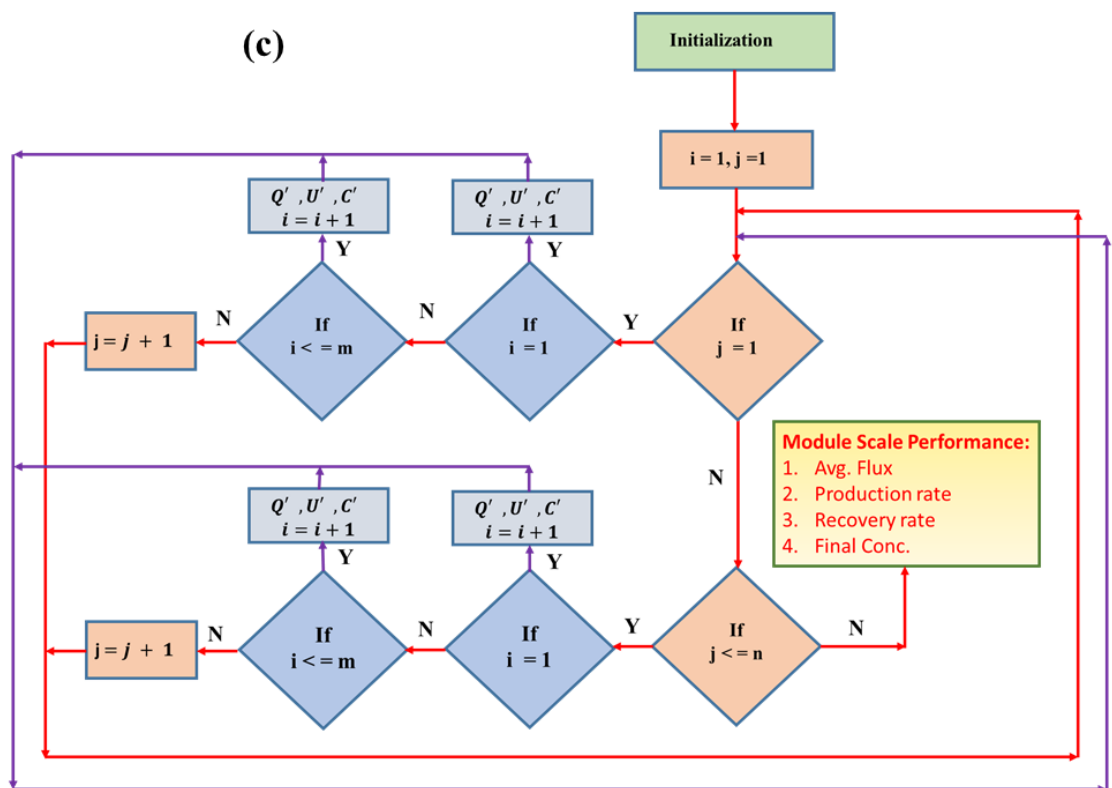 (c)
Initialization
i = 1, j =1
Q′ , U′ , C′
i = i + 1
Q′ , U′ , C′
i = i + 1
Y
Y
j = j + 1
N
If
i < = m
N
If
i = 1
Y
If
j = 1
N
Module Scale Performance:
1. Avg. Flux
2. Production rate
3. Recovery rate
4. Final Conc.
Q′ , U′ , C′
i = i + 1
Q′ , U′ , C′
i = i + 1
Y
Y
j = j + 1
N
If
i < = m
N
If
i = 1
Y
If
j < = n
N